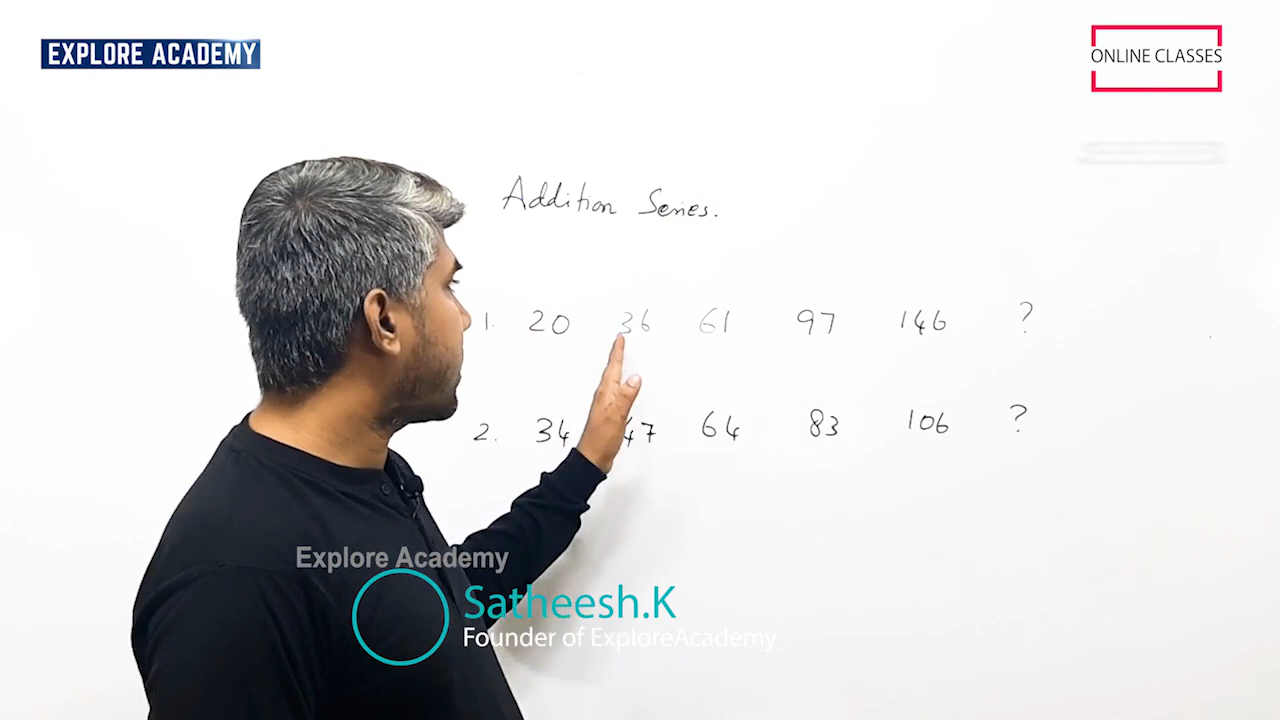 EXPLORE ACADEMY
ONLINE CLASSES
Addition Series.
1. 20 36 61 97 146 ?
2. 34 47 64 83 106 ?
Explore Academy
Satheesh.K
Founder of ExploreAcademy